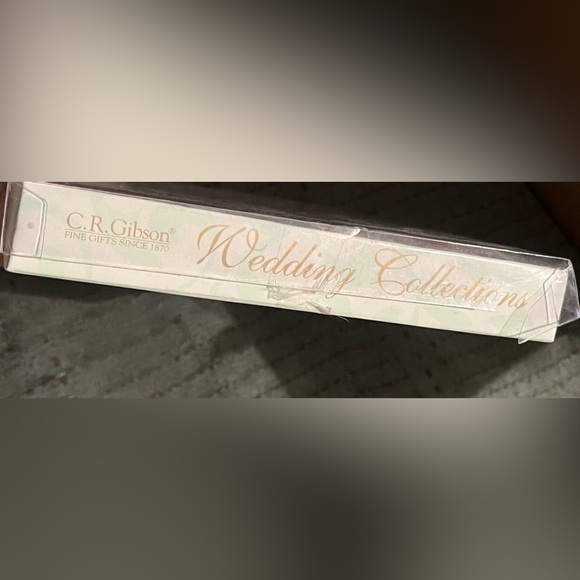 C.R.Gibson®
FINE GIFTS SINCE 1870
Wedding Collections